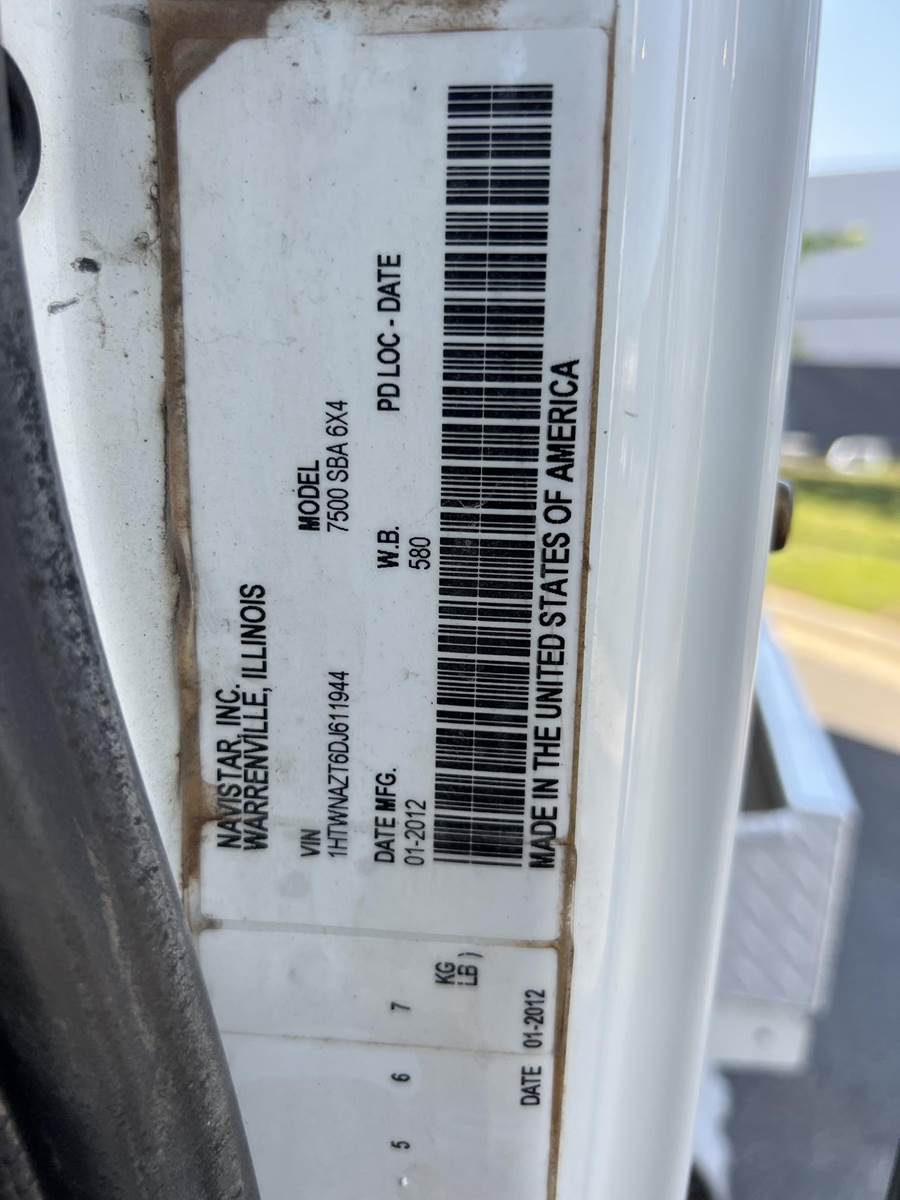 NAVISTAR, INC.
WARRENVILLE, ILLINOIS
VIN
1HTWNAZT6DJ611944
MODEL
7500 SBA 6X4
DATE MFG.
01-2012
W.B.
580
PD LOC - DATE
MADE IN THE UNITED STATES OF AMERICA
5 6 7
KG
LB )
DATE 01-2012